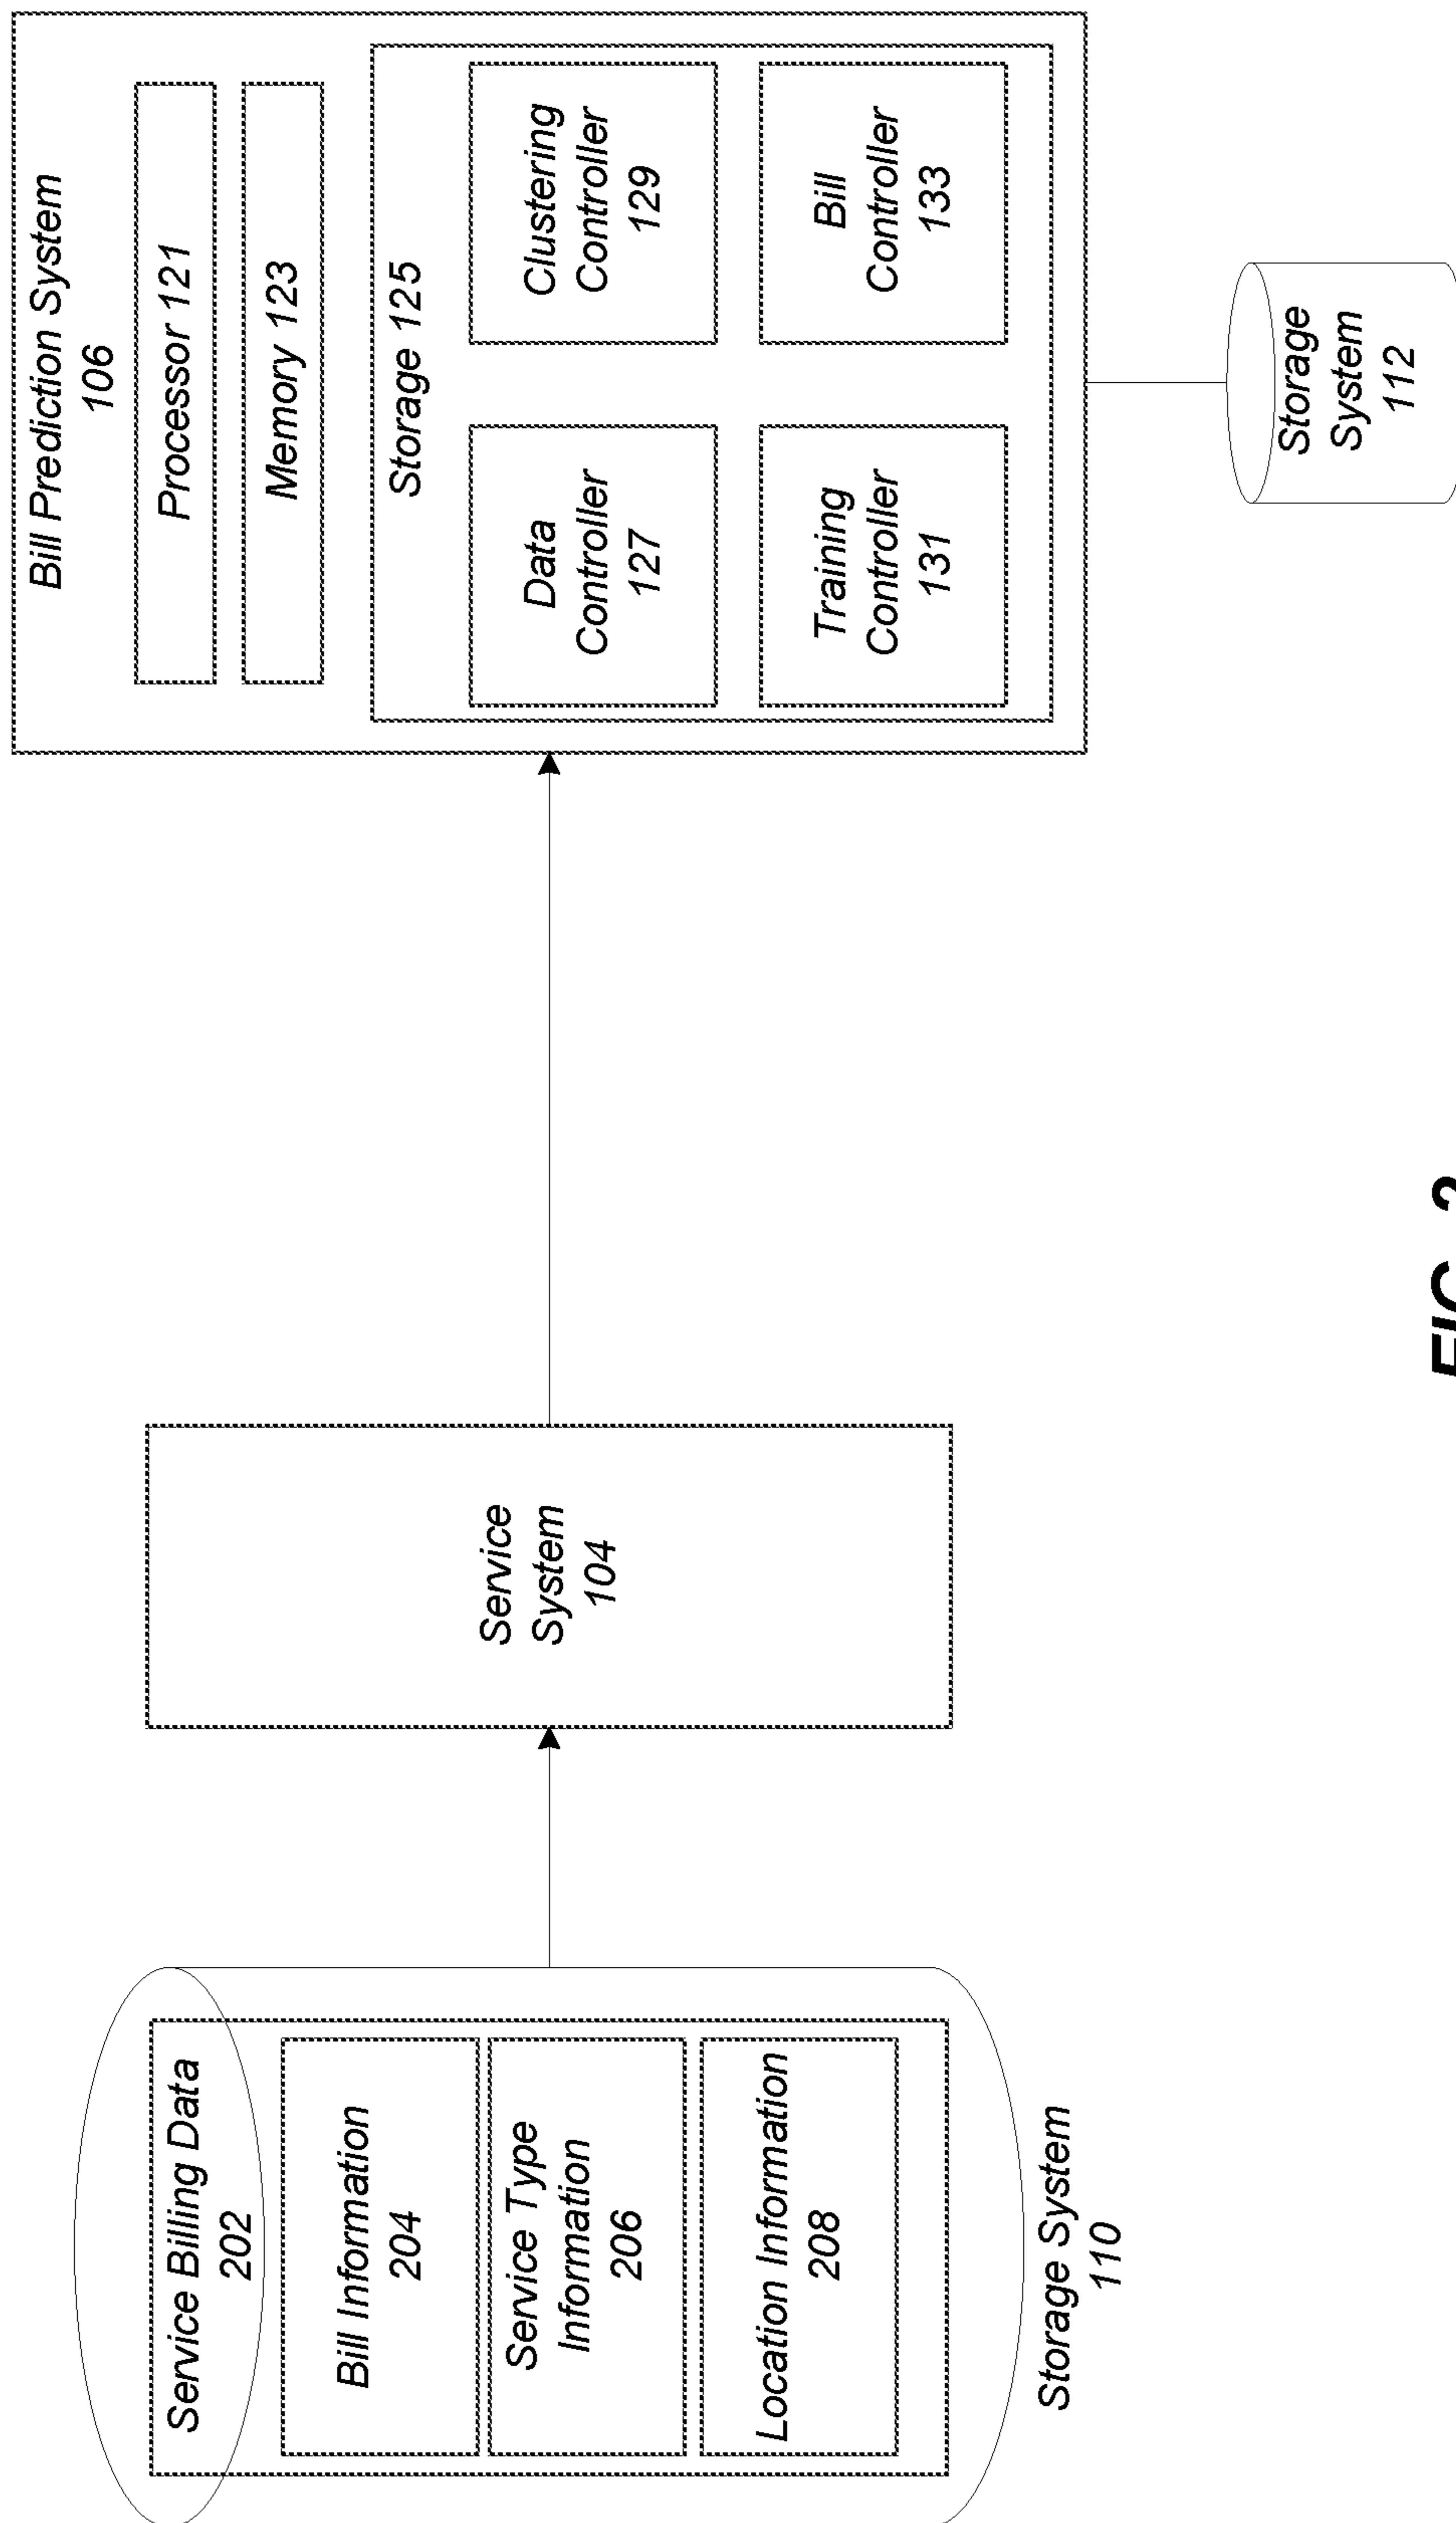 Service Billing Data
202
Bill Information
204
Service Type
Information
206
Location Information
208
Storage System
110
Service
System
104
Bill Prediction System
106
Processor 121
Memory 123
Storage 125
Data
Controller
127
Clustering
Controller
129
Training
Controller
131
Bill
Controller
133
Storage
System
112
FIG. 2